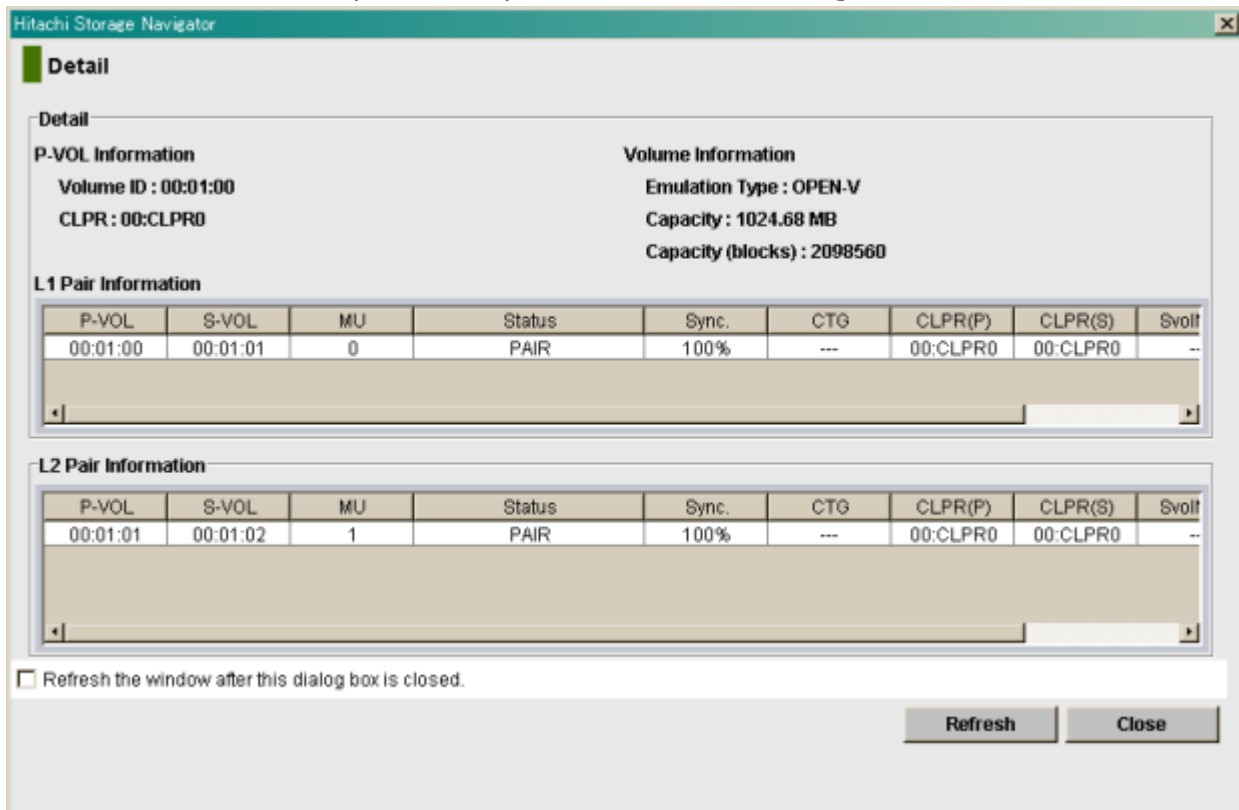 Hitachi Storage Navigator
Detail
Detail
P-VOL Information Volume Information
Volume ID : 00:01:00 Emulation Type : OPEN-V
CLPR : 00:CLPR0 Capacity : 1024.68 MB
Capacity (blocks) : 2098560
L1 Pair Information
P-VOL S-VOL MU Status Sync. CTG CLPR(P) CLPR(S)
00:01:00 00:01:01 0 PAIR 100% --- 00:CLPR0 00:CLPR0 --
L2 Pair Information
P-VOL S-VOL MU Status Sync. CTG CLPR(P) CLPR(S)
00:01:01 00:01:02 1 PAIR 100% --- 00:CLPR0 00:CLPR0 --
Refresh the window after this dialog box is closed.
Refresh Close